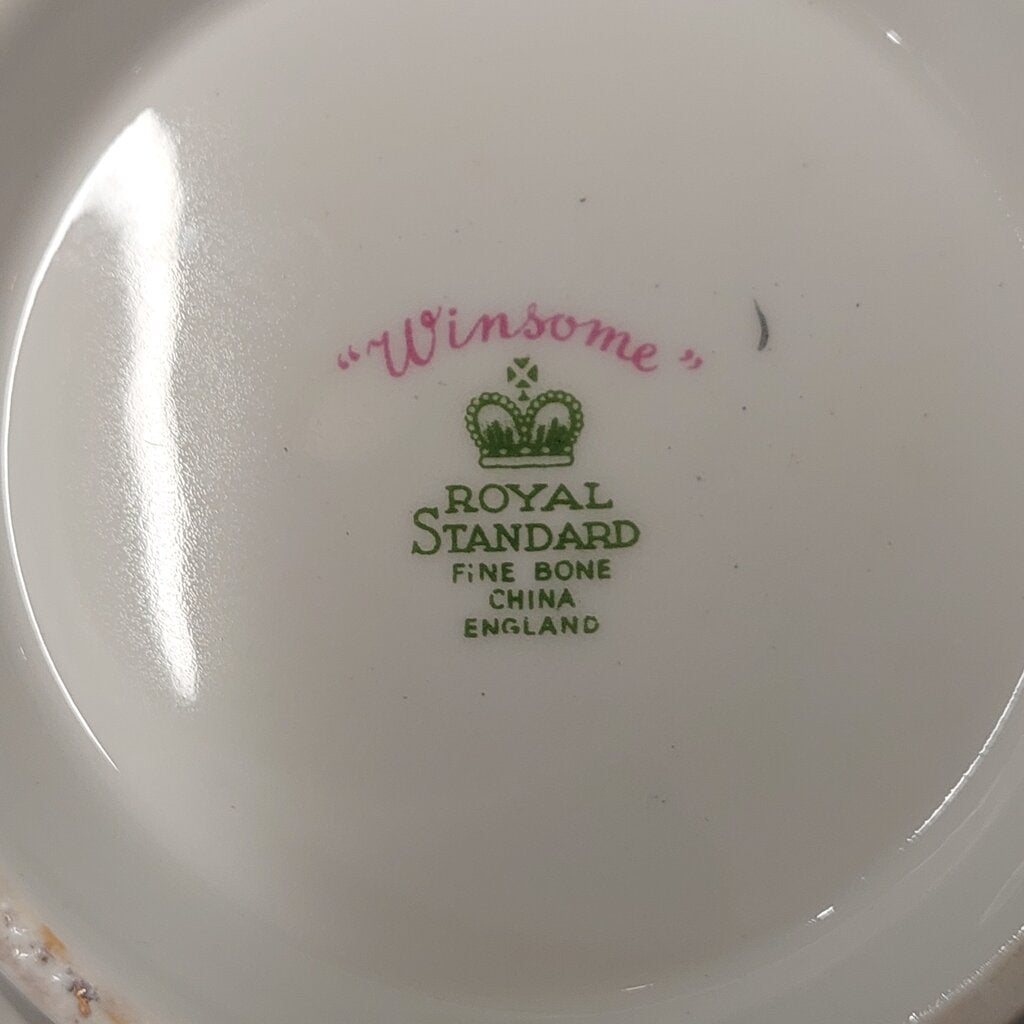 “Winsome”
ROYAL
STANDARD
FINE BONE
CHINA
ENGLAND